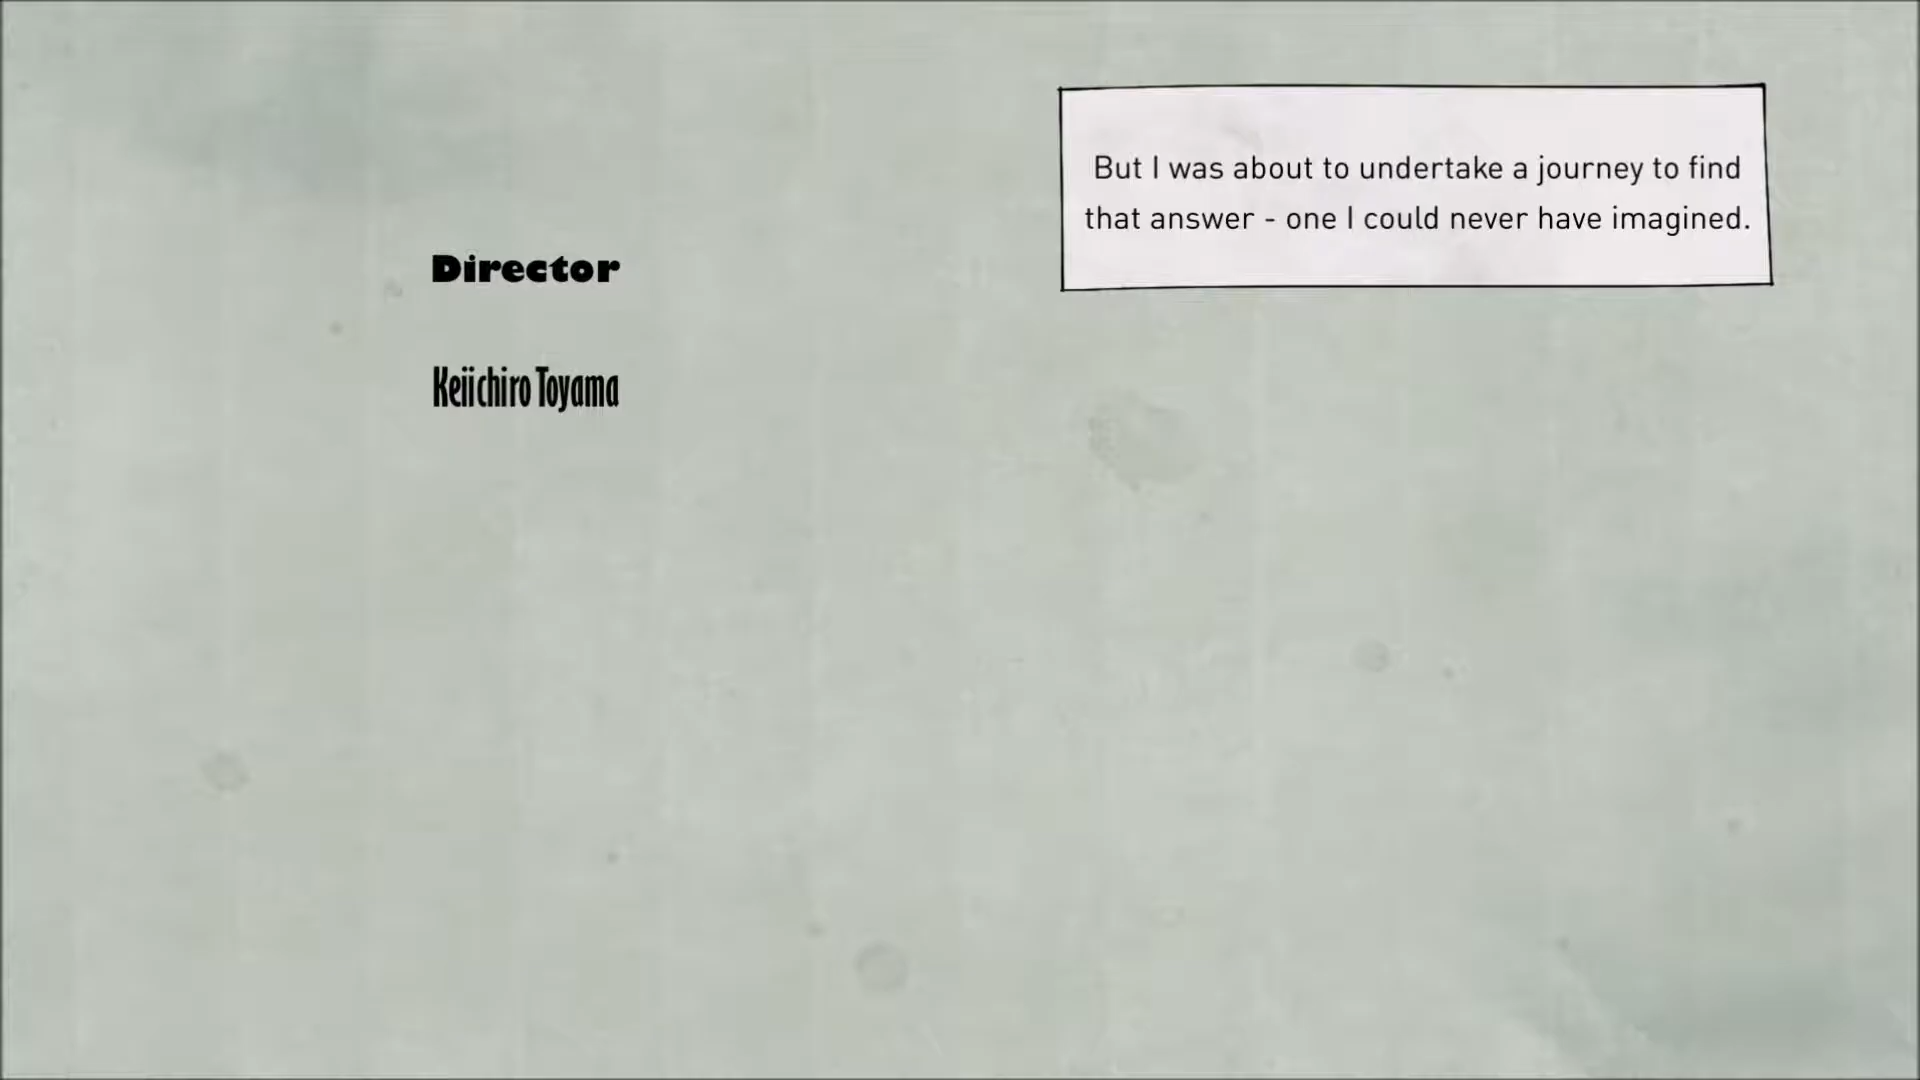 Director
Keiichiro Toyama
But I was about to undertake a journey to find
that answer - one I could never have imagined.